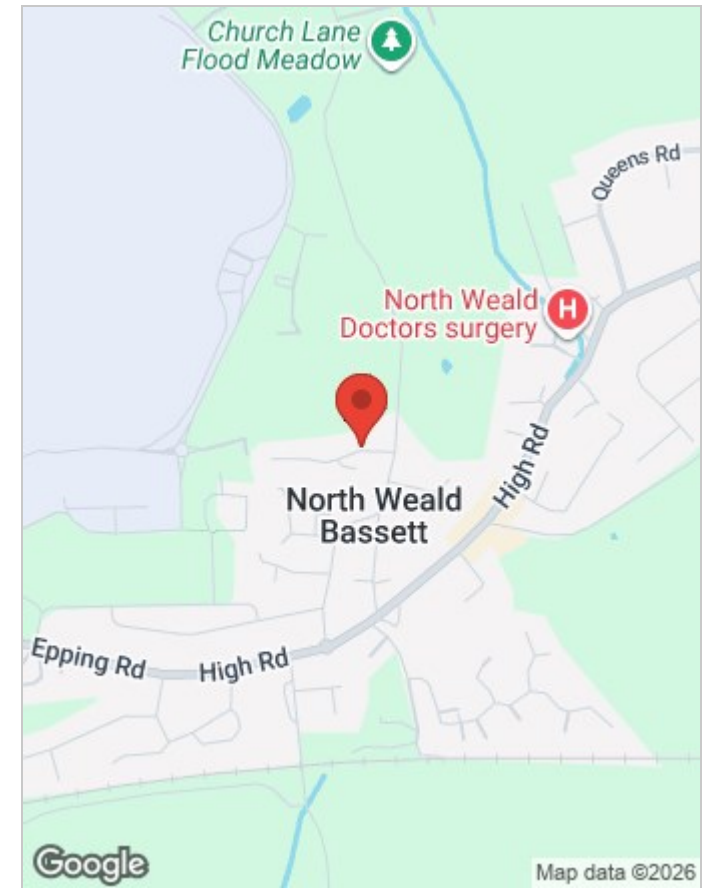 Church Lane
Flood Meadow
Queens Rd
North Weald
Doctors surgery
H
High Rd
North Weald
Bassett
Epping Rd
High Rd
Google
Map data ©2026